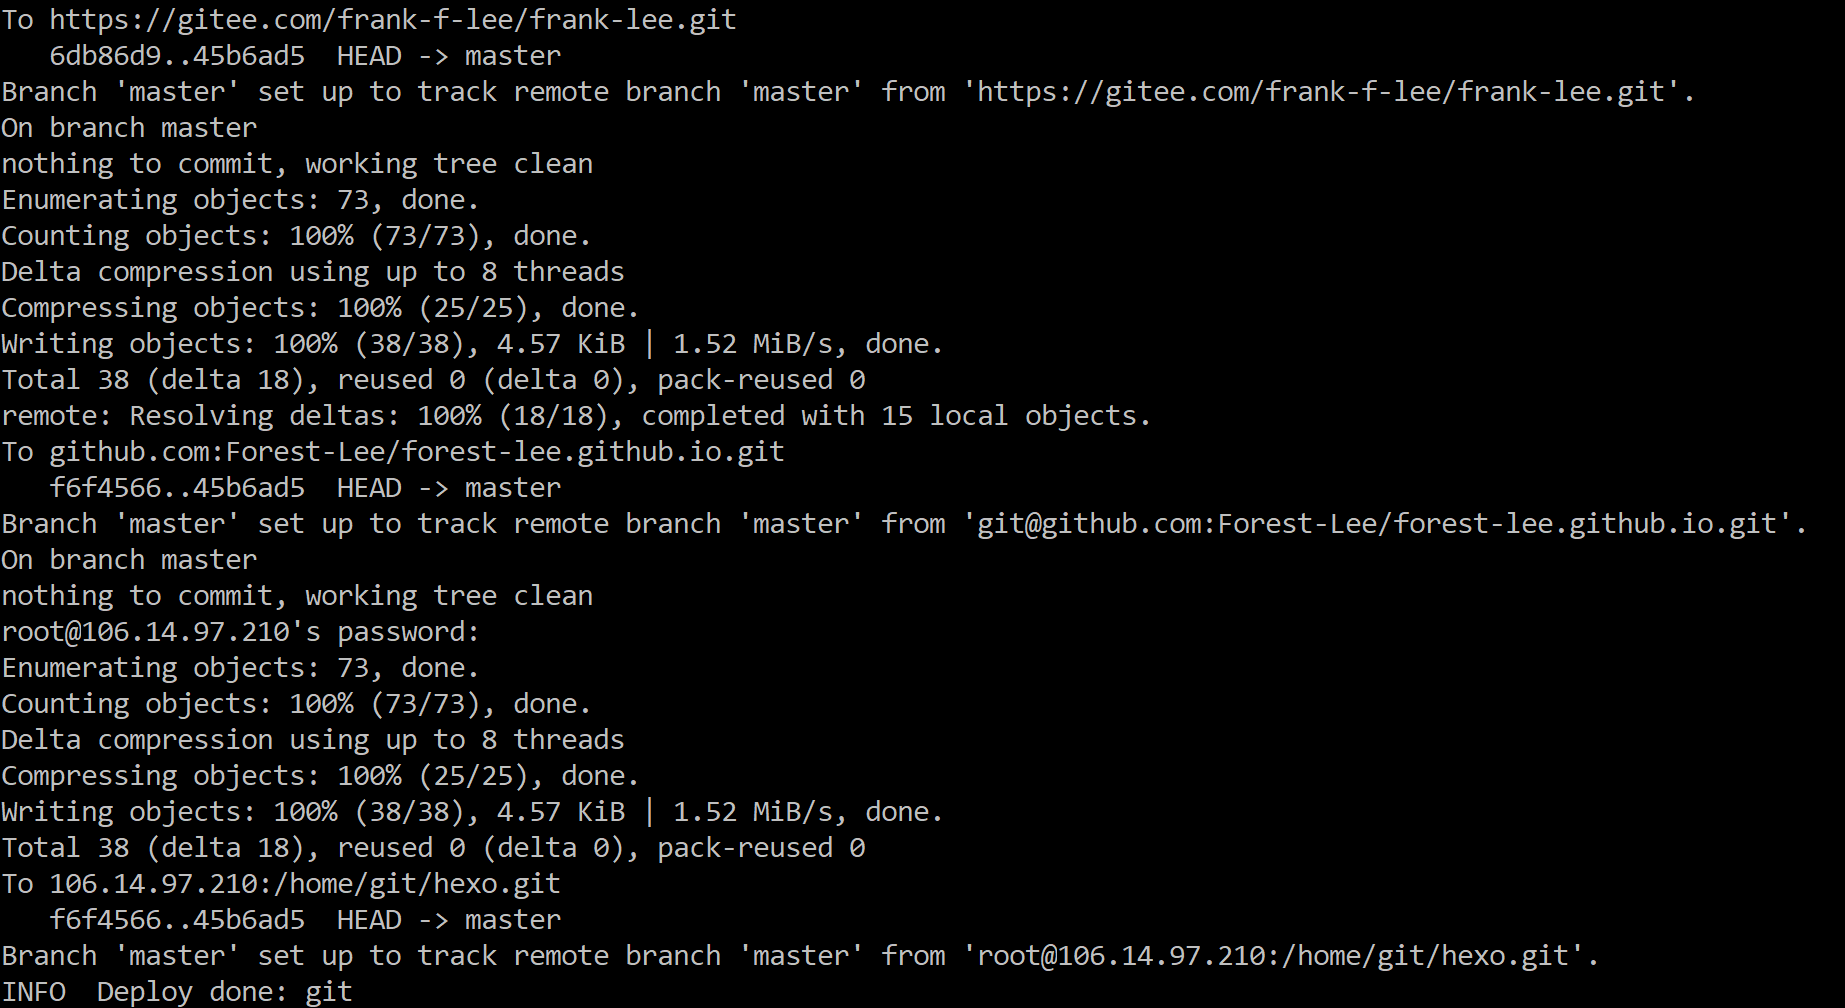 To https://gitee.com/frank-f-lee/frank-lee.git
   6db86d9..45b6ad5  HEAD -> master
Branch 'master' set up to track remote branch 'master' from 'https://gitee.com/frank-f-lee/frank-lee.git'.
On branch master
nothing to commit, working tree clean
Enumerating objects: 73, done.
Counting objects: 100% (73/73), done.
Delta compression using up to 8 threads
Compressing objects: 100% (25/25), done.
Writing objects: 100% (38/38), 4.57 KiB | 1.52 MiB/s, done.
Total 38 (delta 18), reused 0 (delta 0), pack-reused 0
remote: Resolving deltas: 100% (18/18), completed with 15 local objects.
To github.com:Forest-Lee/forest-lee.github.io.git
   f6f4566..45b6ad5  HEAD -> master
Branch 'master' set up to track remote branch 'master' from 'git@github.com:Forest-Lee/forest-lee.github.io.git'.
On branch master
nothing to commit, working tree clean
root@106.14.97.210's password:
Enumerating objects: 73, done.
Counting objects: 100% (73/73), done.
Delta compression using up to 8 threads
Compressing objects: 100% (25/25), done.
Writing objects: 100% (38/38), 4.57 KiB | 1.52 MiB/s, done.
Total 38 (delta 18), reused 0 (delta 0), pack-reused 0
To 106.14.97.210:/home/git/hexo.git
   f6f4566..45b6ad5  HEAD -> master
Branch 'master' set up to track remote branch 'master' from 'root@106.14.97.210:/home/git/hexo.git'.
INFO  Deploy done: git